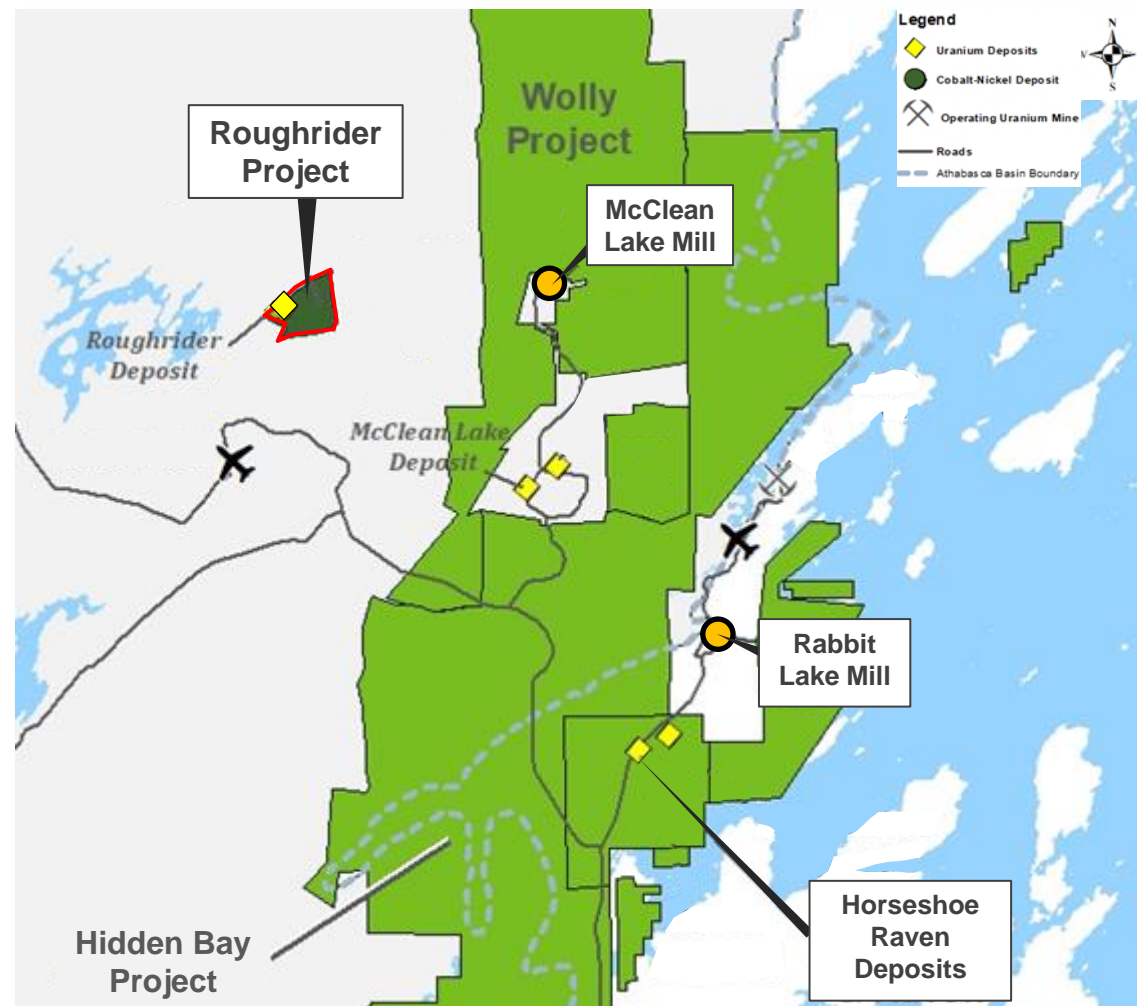 Legend
N
S
Uranium Deposits
Cobalt-Nickel Deposit
Operating Uranium Mine
Roads
Athabasca Basin Boundary
Wolly
Project
Roughrider
Project
McClean
Lake Mill
Roughrider
Deposit
McClean Lake
Deposit
Rabbit
Lake Mill
Horseshoe
Raven
Deposits
Hidden Bay
Project